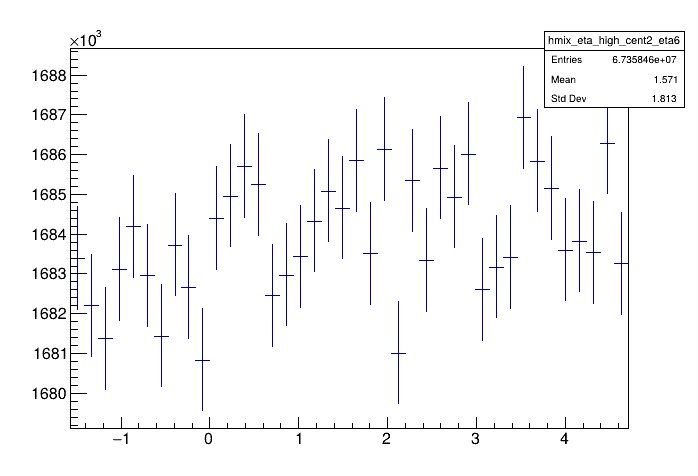 ×10³
hmix_eta_high_cent2_eta6
Entries 6.735846e+07
Mean 1.571
Std Dev 1.813
1688
1687
1686
1685
1684
1683
1682
1681
1680
−1 0 1 2 3 4